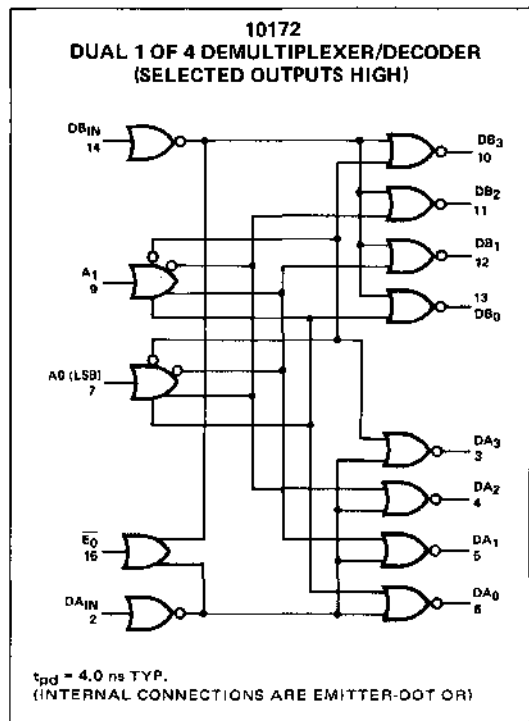 10172
DUAL 1 OF 4 DEMULTIPLEXER/DECODER
(SELECTED OUTPUTS HIGH)
DB_IN
14
DB3
10
DB2
11
DB1
12
13
DB0
A1
9
A0 (LSB)
7
DA3
3
DA2
4
DA1
5
DA0
6
E0
15
DA_IN
2
tpd = 4.0 ns TYP.
(INTERNAL CONNECTIONS ARE EMITTER-DOT OR)